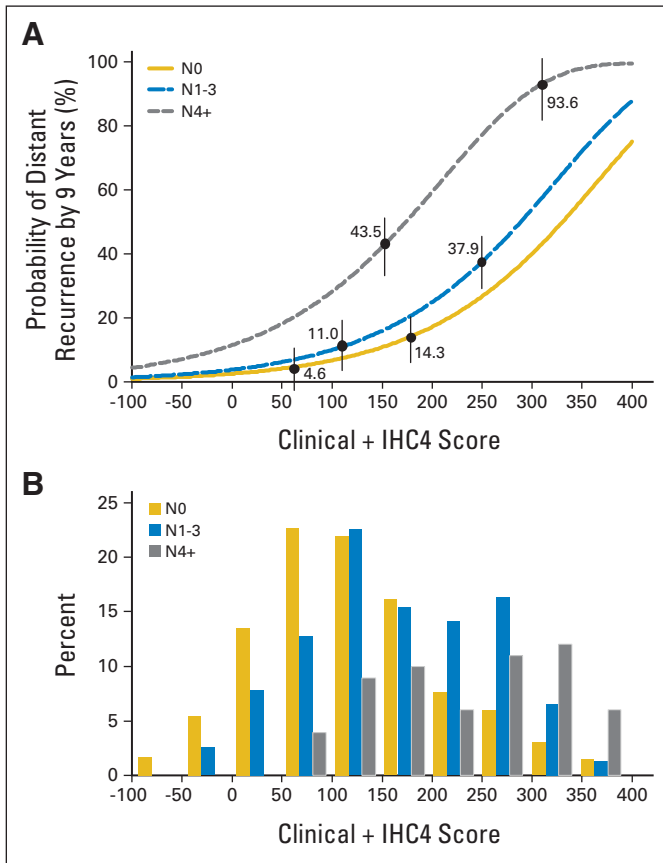 A
N0
N1-3
N4+
Probability of Distant
Recurrence by 9 Years (%)
100
80
60
40
20
0
93.6
43.5
37.9
11.0
14.3
4.6
-100 -50 0 50 100 150 200 250 300 350 400
Clinical + IHC4 Score
B
N0
N1-3
N4+
Percent
25
20
15
10
5
0
-100 -50 0 50 100 150 200 250 300 350 400
Clinical + IHC4 Score